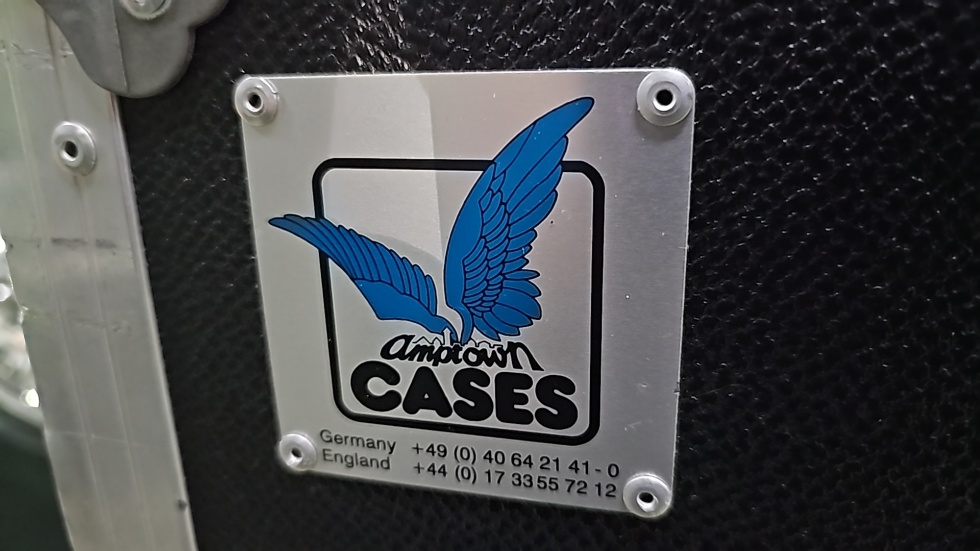 amptown
CASES
Germany +49 (0) 40 64 21 41-0
England +44 (0) 17 33 55 72 12